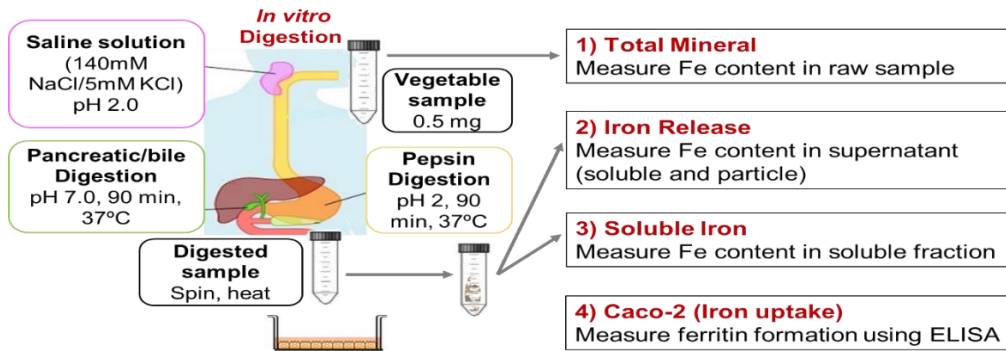 In vitro
Digestion
Saline solution
(140mM
NaCl/5mM KCl)
pH 2.0
Vegetable
sample
0.5 mg
Pancreatic/bile
Digestion
pH 7.0, 90 min,
37ºC
Pepsin
Digestion
pH 2, 90
min, 37ºC
Digested
sample
Spin, heat
1) Total Mineral
Measure Fe content in raw sample
2) Iron Release
Measure Fe content in supernatant
(soluble and particle)
3) Soluble Iron
Measure Fe content in soluble fraction
4) Caco-2 (Iron uptake)
Measure ferritin formation using ELISA